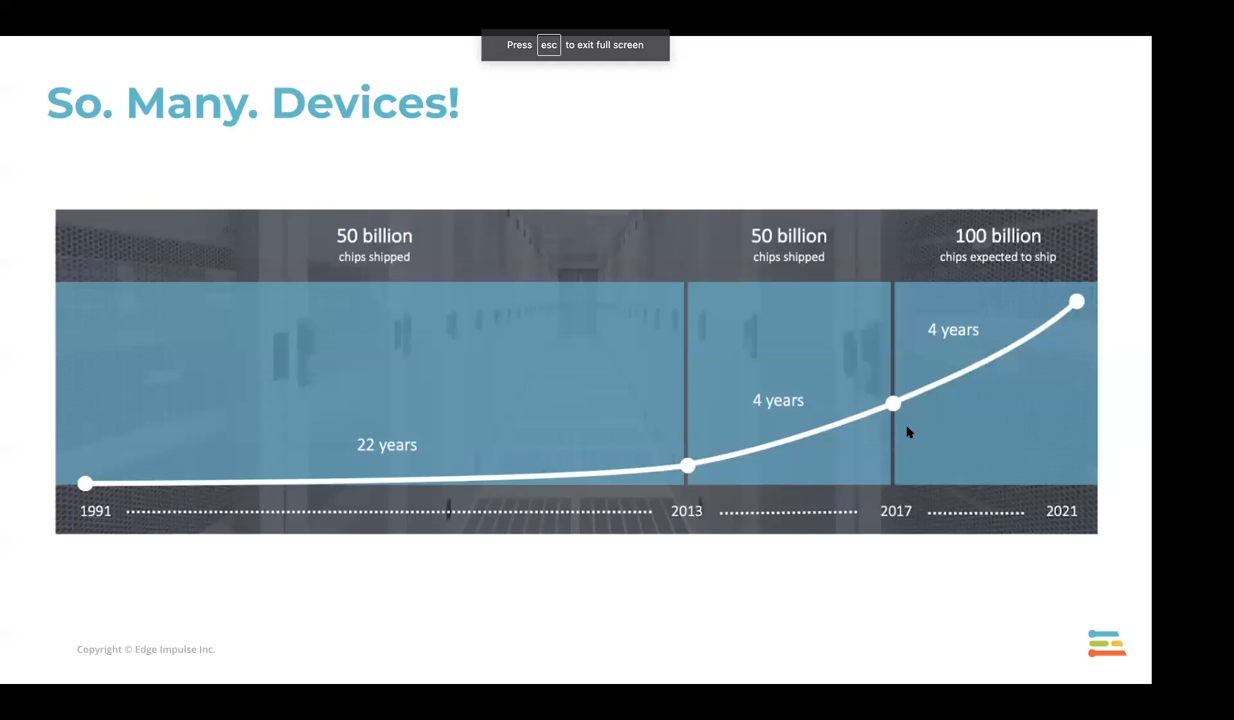 Press esc to exit full screen
So. Many. Devices!
50 billion
chips shipped
50 billion
chips shipped
100 billion
chips expected to ship
4 years
4 years
22 years
1991 2013 2017 2021
Copyright © Edge Impulse Inc.